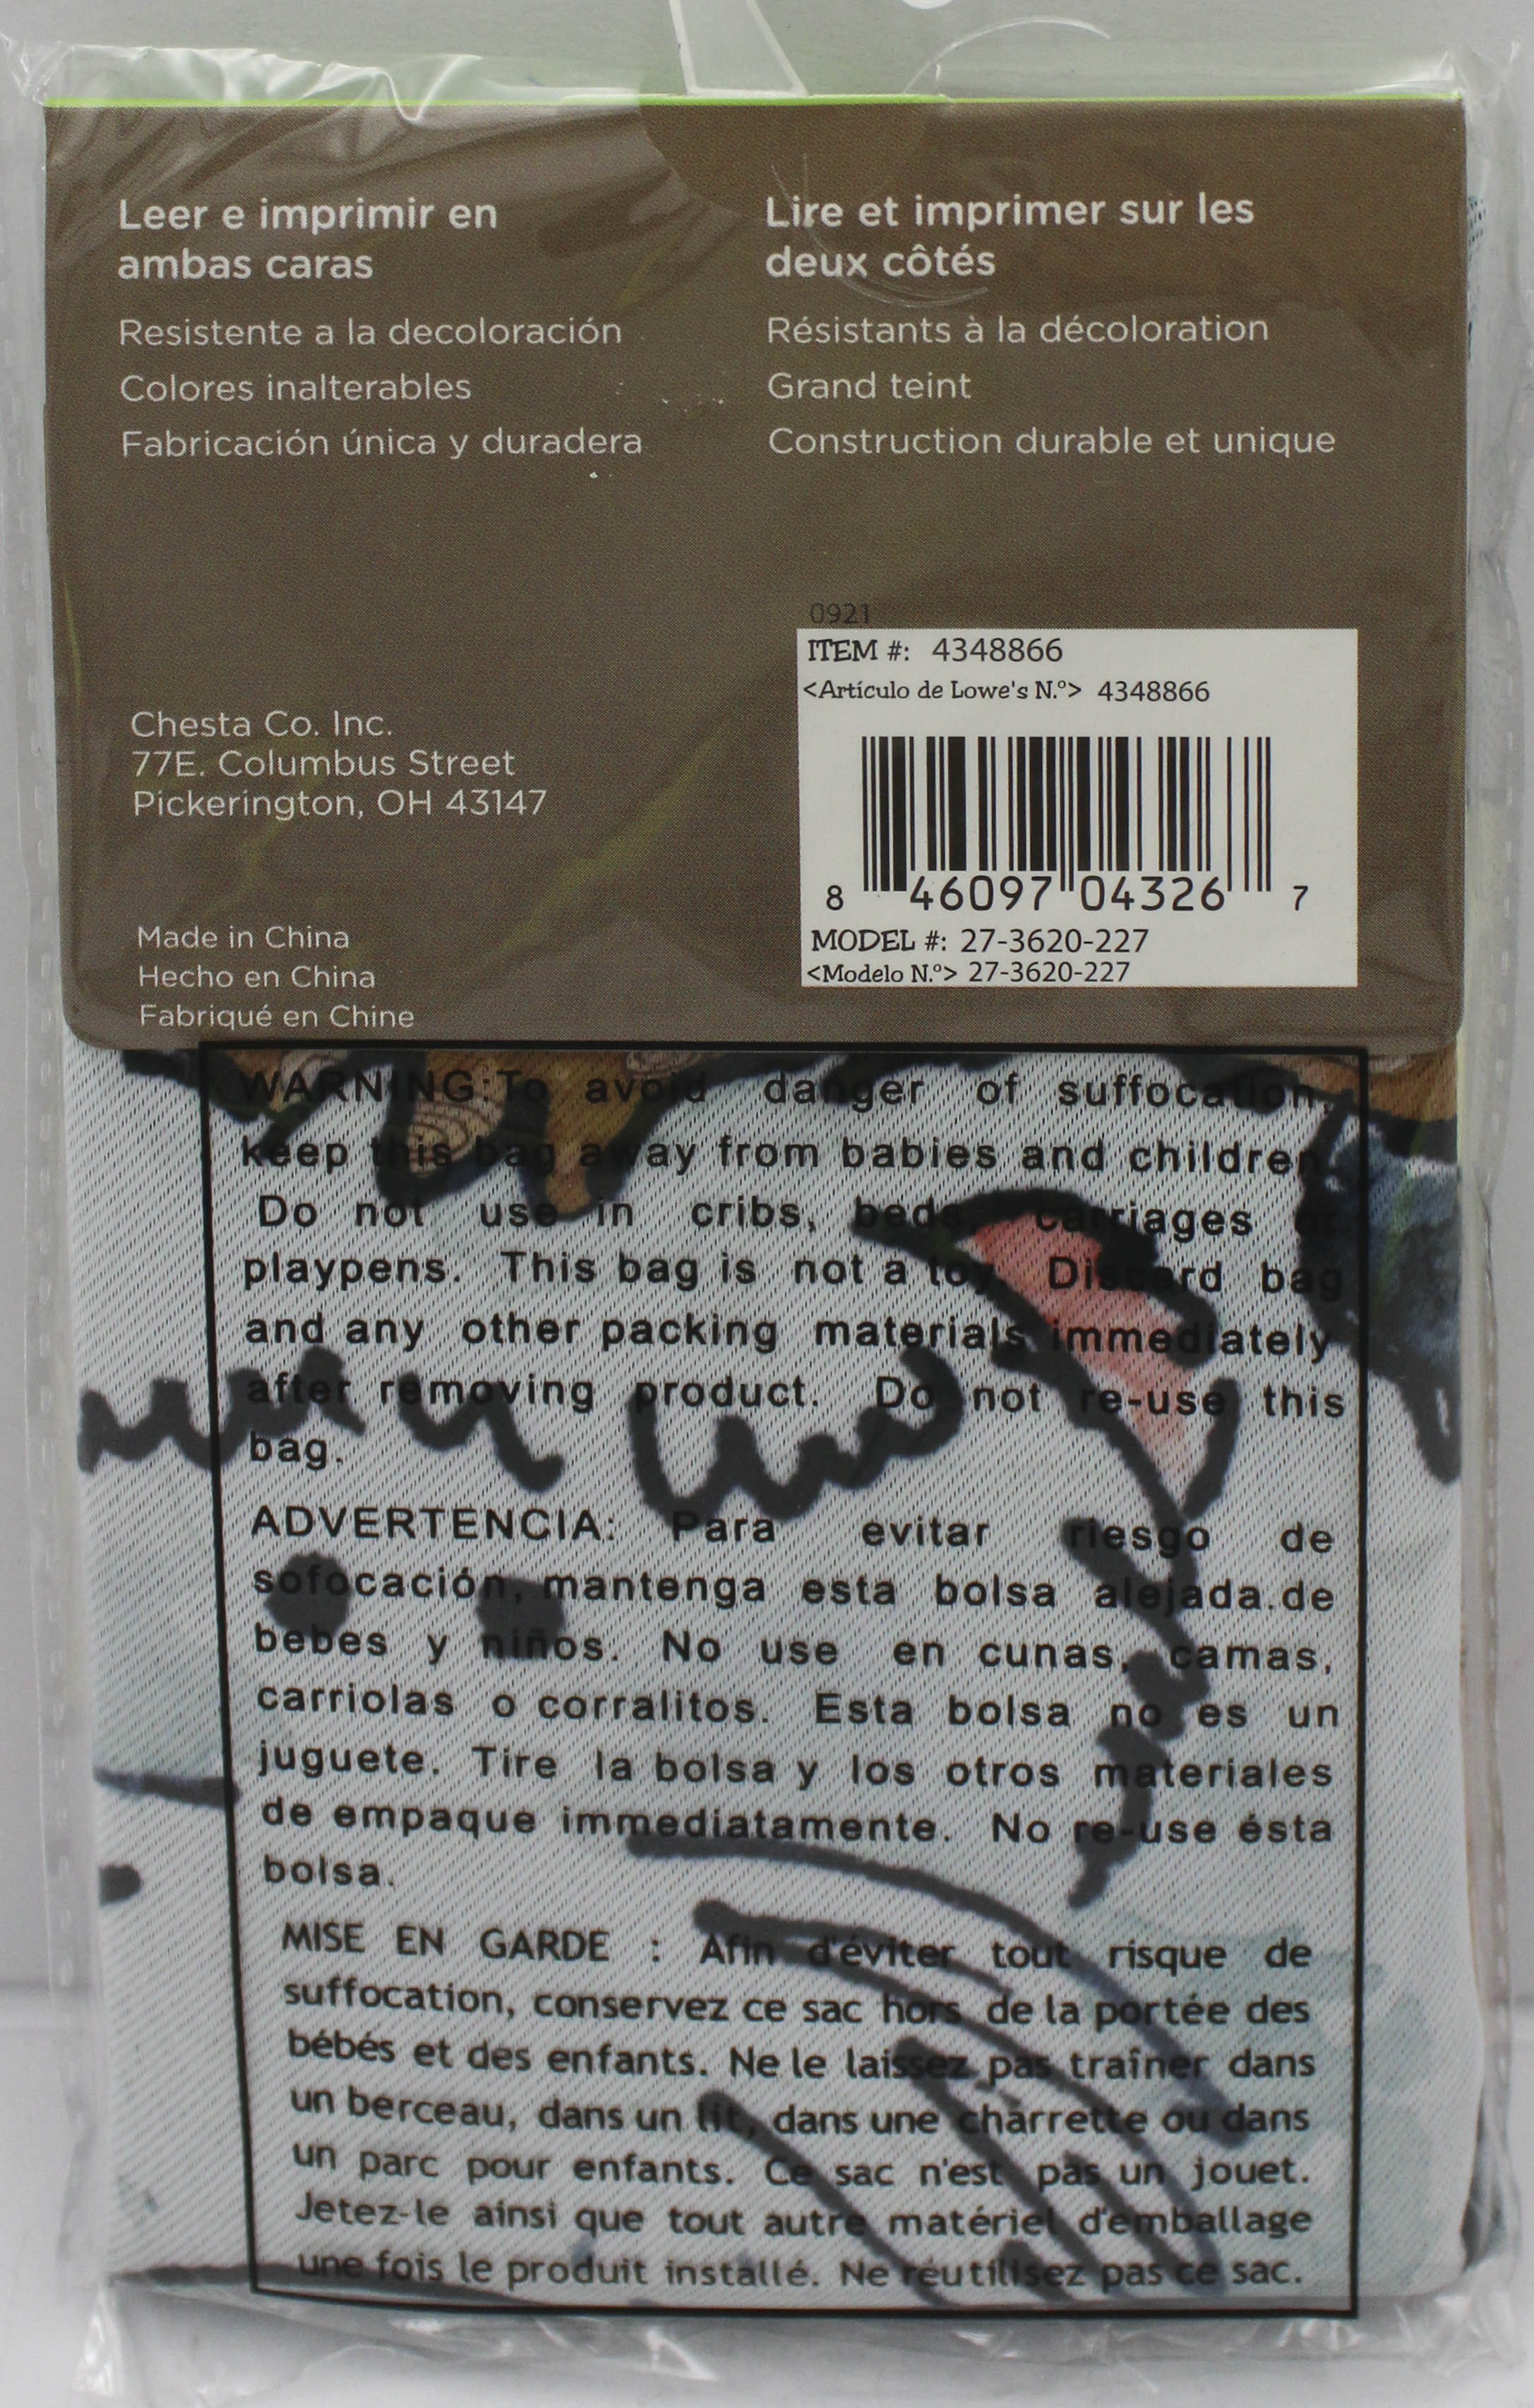 Leer e imprimir en
ambas caras
Resistente a la decoloración
Colores inalterables
Fabricación única y duradera
Lire et imprimer sur les
deux côtés
Résistants à la décoloration
Grand teint
Construction durable et unique
Chesta Co. Inc.
77E. Columbus Street
Pickerington, OH 43147
Made in China
Hecho en China
Fabriqué en Chine
0921
ITEM #: 4348866
<Artículo de Lowe's N.º> 4348866
8 46097 04326 7
MODEL #: 27-3620-227
<Modelo N.º> 27-3620-227
WARNING:To avoid danger of suffocation,
keep this bag away from babies and children.
Do not use in cribs, beds, carriages or
playpens. This bag is not a toy. Discard bag
and any other packing materials immediately
after removing product. Do not re-use this
bag.
ADVERTENCIA: Para evitar riesgo de
sofocación, mantenga esta bolsa alejada.de
bebes y niños. No use en cunas, camas,
carriolas o corralitos. Esta bolsa no es un
juguete. Tire la bolsa y los otros materiales
de empaque immediatamente. No re-use ésta
bolsa.
MISE EN GARDE : Afin d'éviter tout risque de
suffocation, conservez ce sac hors de la portée des
bébés et des enfants. Ne le laissez pas traîner dans
un berceau, dans un lit, dans une charrette ou dans
un parc pour enfants. Ce sac n'est pas un jouet.
Jetez-le ainsi que tout autre matériel d'emballage
une fois le produit installé. Ne réutilisez pas ce sac.